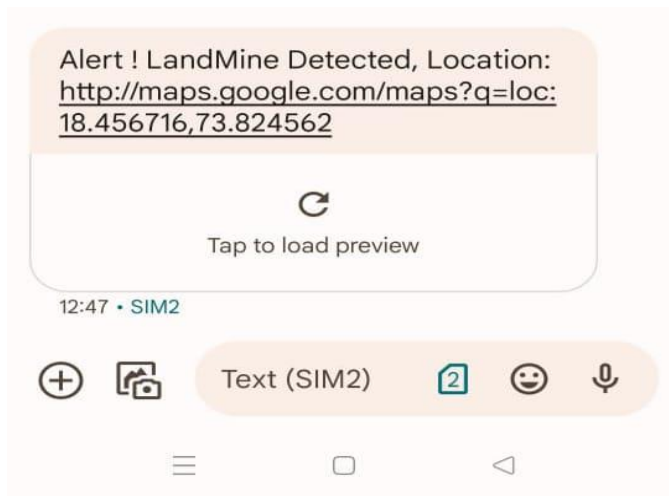 Alert ! LandMine Detected, Location:
http://maps.google.com/maps?q=loc:
18.456716,73.824562
Tap to load preview
12:47 • SIM2
Text (SIM2)
2